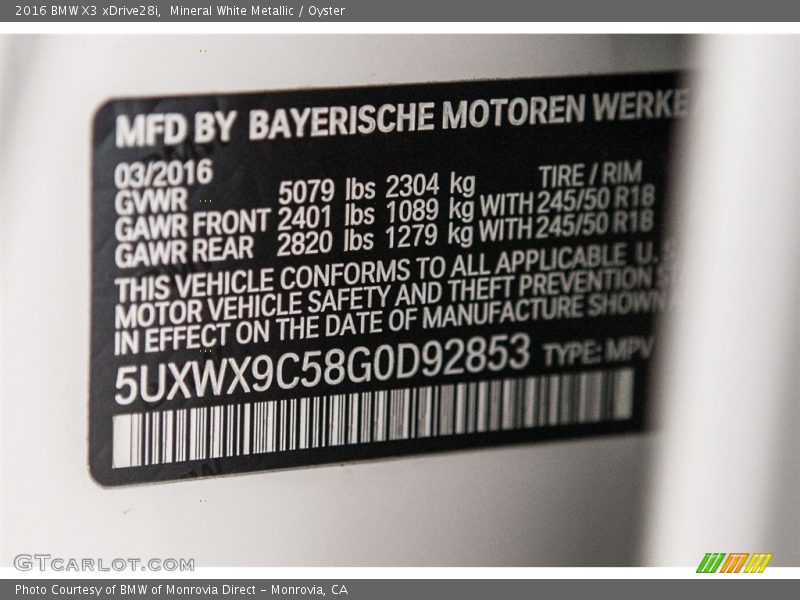 2016 BMW X3 xDrive28i, Mineral White Metallic / Oyster
MFD BY BAYERISCHE MOTOREN WERKE
03/2016 TIRE / RIM
GVWR 5079 lbs 2304 kg
GAWR FRONT 2401 lbs 1089 kg WITH 245/50 R18
GAWR REAR 2820 lbs 1279 kg WITH 245/50 R18
THIS VEHICLE CONFORMS TO ALL APPLICABLE U.
MOTOR VEHICLE SAFETY AND THEFT PREVENTION
IN EFFECT ON THE DATE OF MANUFACTURE SHOWN
5UXWX9C58G0D92853 TYPE: MPV
GTCARLOT.COM
Photo Courtesy of BMW of Monrovia Direct – Monrovia, CA